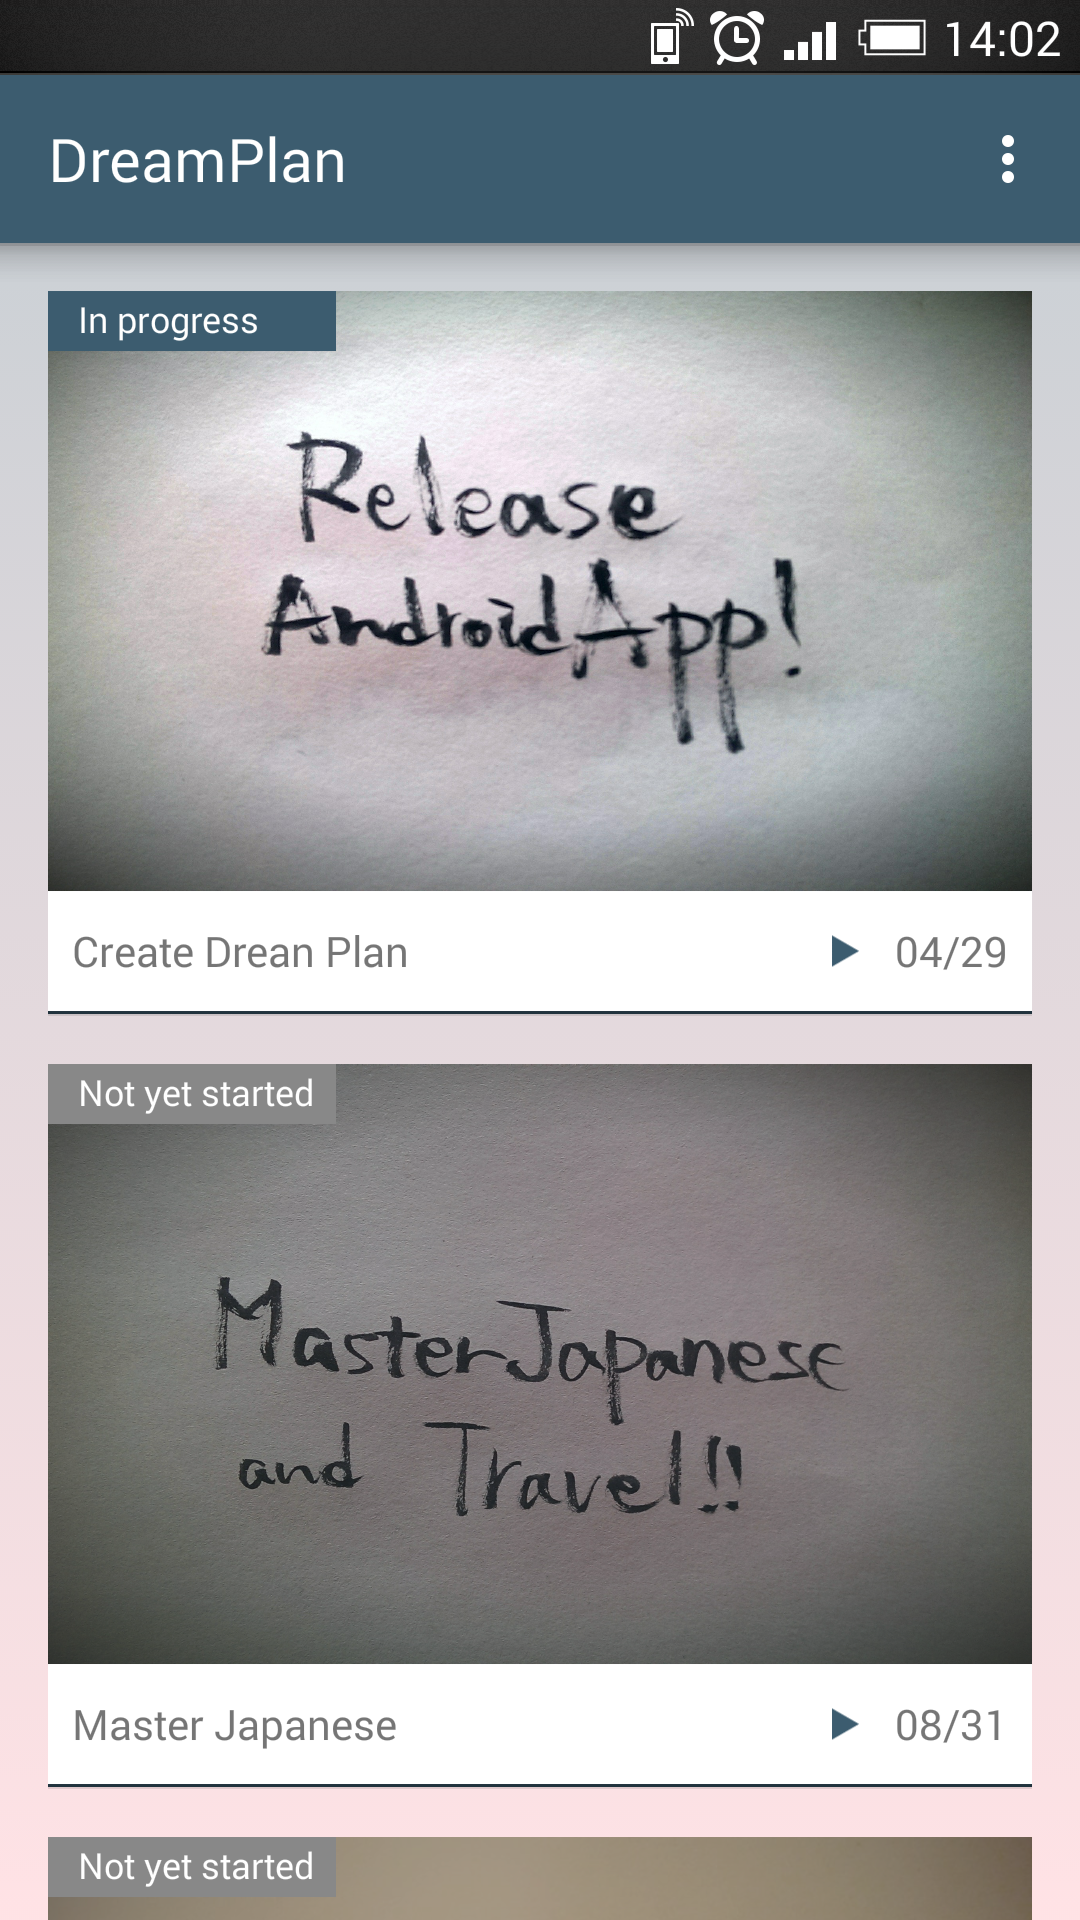 14:02
DreamPlan
In progress
Release
Android App!
Create Drean Plan
04/29
Not yet started
Master Japanese
and Travel!!
Master Japanese
08/31
Not yet started